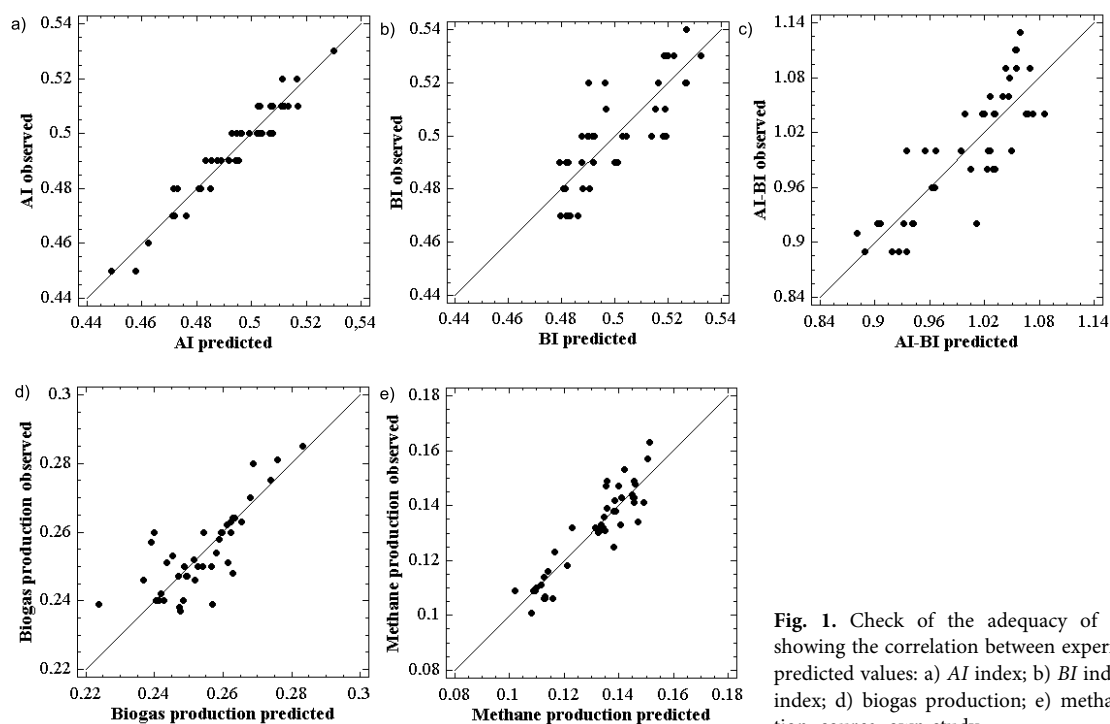 a)
0.54
0.52
0.5
0.48
0.46
0.44
AI observed
0.44 0.46 0.48 0.5 0.52 0,54
AI predicted
b)
0.54
0.52
0.5
0.48
0.46
0.44
BI observed
0.44 0.46 0.48 0.5 0.52 0.54
BI predicted
c)
1.14
1.08
1.02
0.96
0.9
0.84
AI-BI observed
0.84 0.9 0.96 1.02 1.08 1.14
AI-BI predicted
d)
0.3
0.28
0.26
0.24
0.22
Biogas production observed
0.22 0.24 0.26 0.28 0.3
Biogas production predicted
e)
0.18
0.16
0.14
0.12
0.1
0.08
Methane production observed
0.08 0.1 0.12 0.14 0.16 0.18
Methane production predicted
Fig. 1. Check of the adequacy of
showing the correlation between experi
predicted values: a) AI index; b) BI ind
index; d) biogas production; e) metha